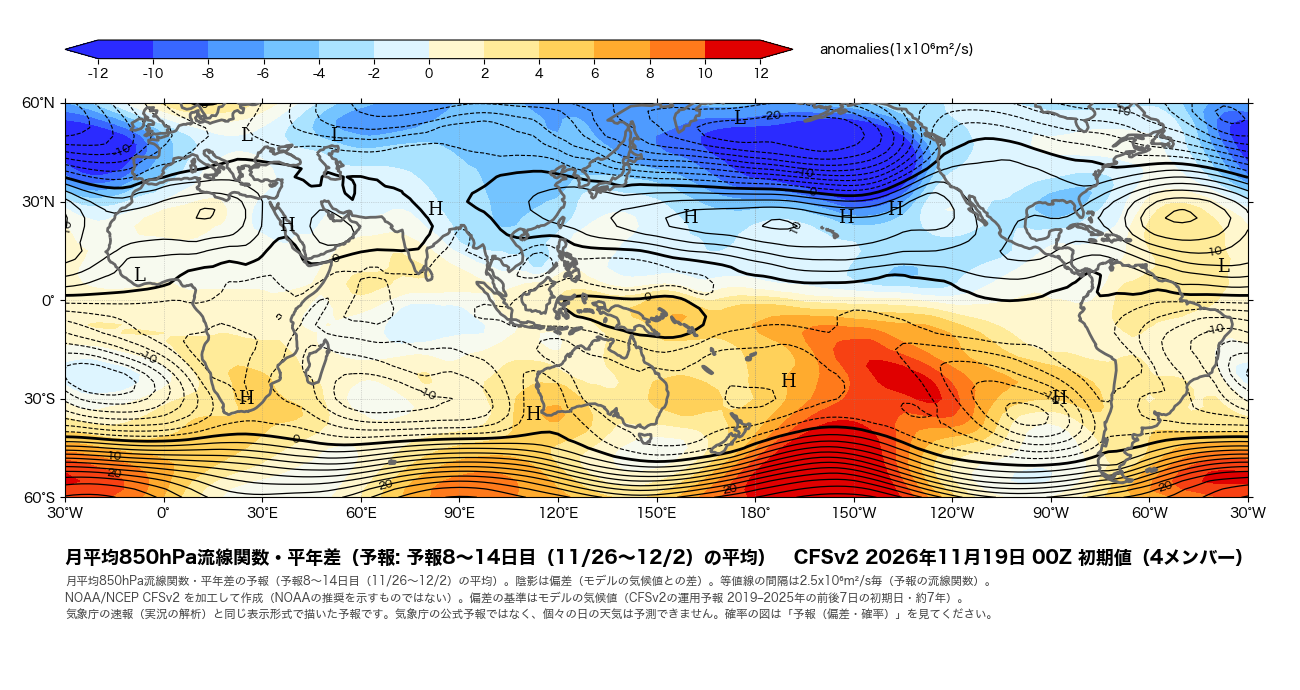 anomalies(1x10⁶m²/s)
-12 -10 -8 -6 -4 -2 0 2 4 6 8 10 12
60°N
30°N
0°
30°S
60°S
30°W 0° 30°E 60°E 90°E 120°E 150°E 180° 150°W 120°W 90°W 60°W 30°W
月平均850hPa流線関数・平年差（予報: 予報8〜14日目（11/26〜12/2）の平均） CFSv2 2026年11月19日 00Z 初期値（4メンバー）
月平均850hPa流線関数・平年差の予報（予報8〜14日目（11/26〜12/2）の平均）。陰影は偏差（モデルの気候値との差）。等値線の間隔は2.5x10⁶m²/s毎（予報の流線関数）。
NOAA/NCEP CFSv2 を加工して作成（NOAAの推奨を示すものではない）。偏差の基準はモデルの気候値（CFSv2の運用予報 2019–2025年の前後7日の初期日・約7年）。
気象庁の速報（実況の解析）と同じ表示形式で描いた予報です。気象庁の公式予報ではなく、個々の日の天気は予測できません。確率の図は「予報（偏差・確率）」を見てください。